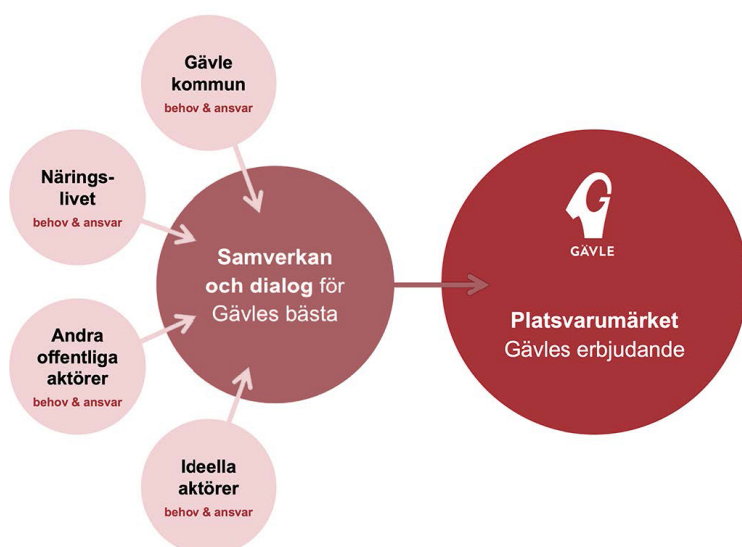 Gävle
kommun
behov & ansvar
Närings-
livet
behov & ansvar
Andra
offentliga
aktörer
behov & ansvar
Ideella
aktörer
behov & ansvar
Samverkan
och dialog för
Gävles bästa
G
GÄVLE
Platsvarumärket
Gävles erbjudande